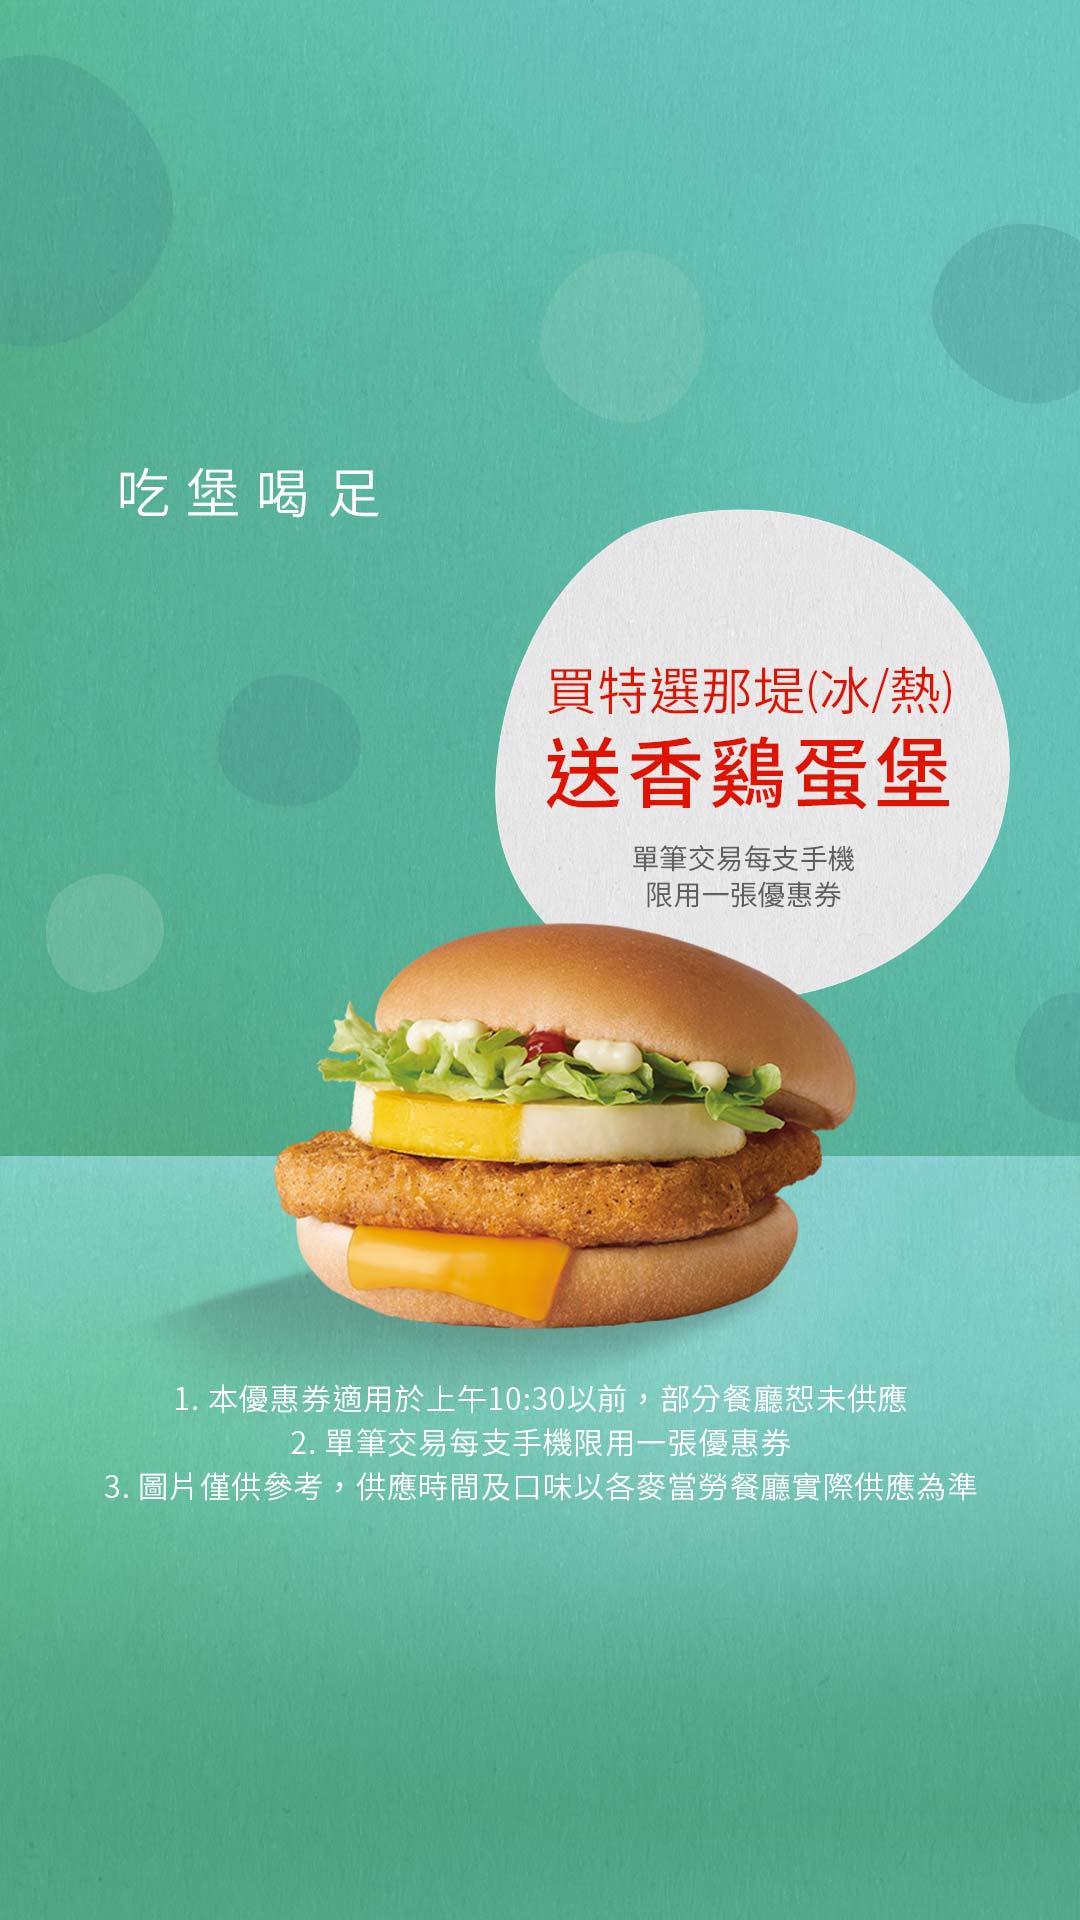 吃堡喝足
買特選那堤(冰/熱)
送香鷄蛋堡
單筆交易每支手機
限用一張優惠券
1. 本優惠券適用於上午10:30以前，部分餐廳恕未供應
2. 單筆交易每支手機限用一張優惠券
3. 圖片僅供參考，供應時間及口味以各麥當勞餐廳實際供應為準